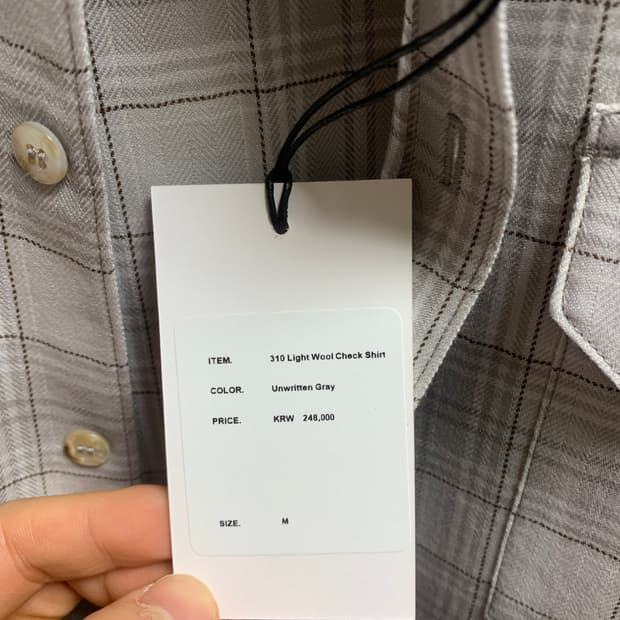 ITEM. 310 Light Wool Check Shirt
COLOR. Unwritten Gray
PRICE. KRW 248,000
SIZE. M